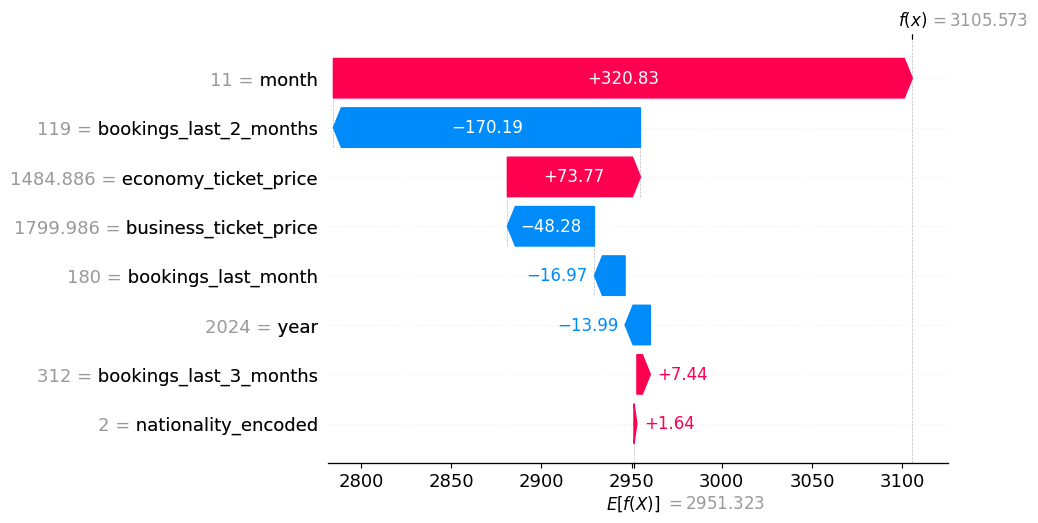 f(x) = 3105.573
11 = month
+320.83
119 = bookings_last_2_months
−170.19
1484.886 = economy_ticket_price
+73.77
1799.986 = business_ticket_price
−48.28
180 = bookings_last_month
−16.97
2024 = year
−13.99
312 = bookings_last_3_months
+7.44
2 = nationality_encoded
+1.64
2800 2850 2900 2950 3000 3050 3100
E[f(X)] = 2951.323